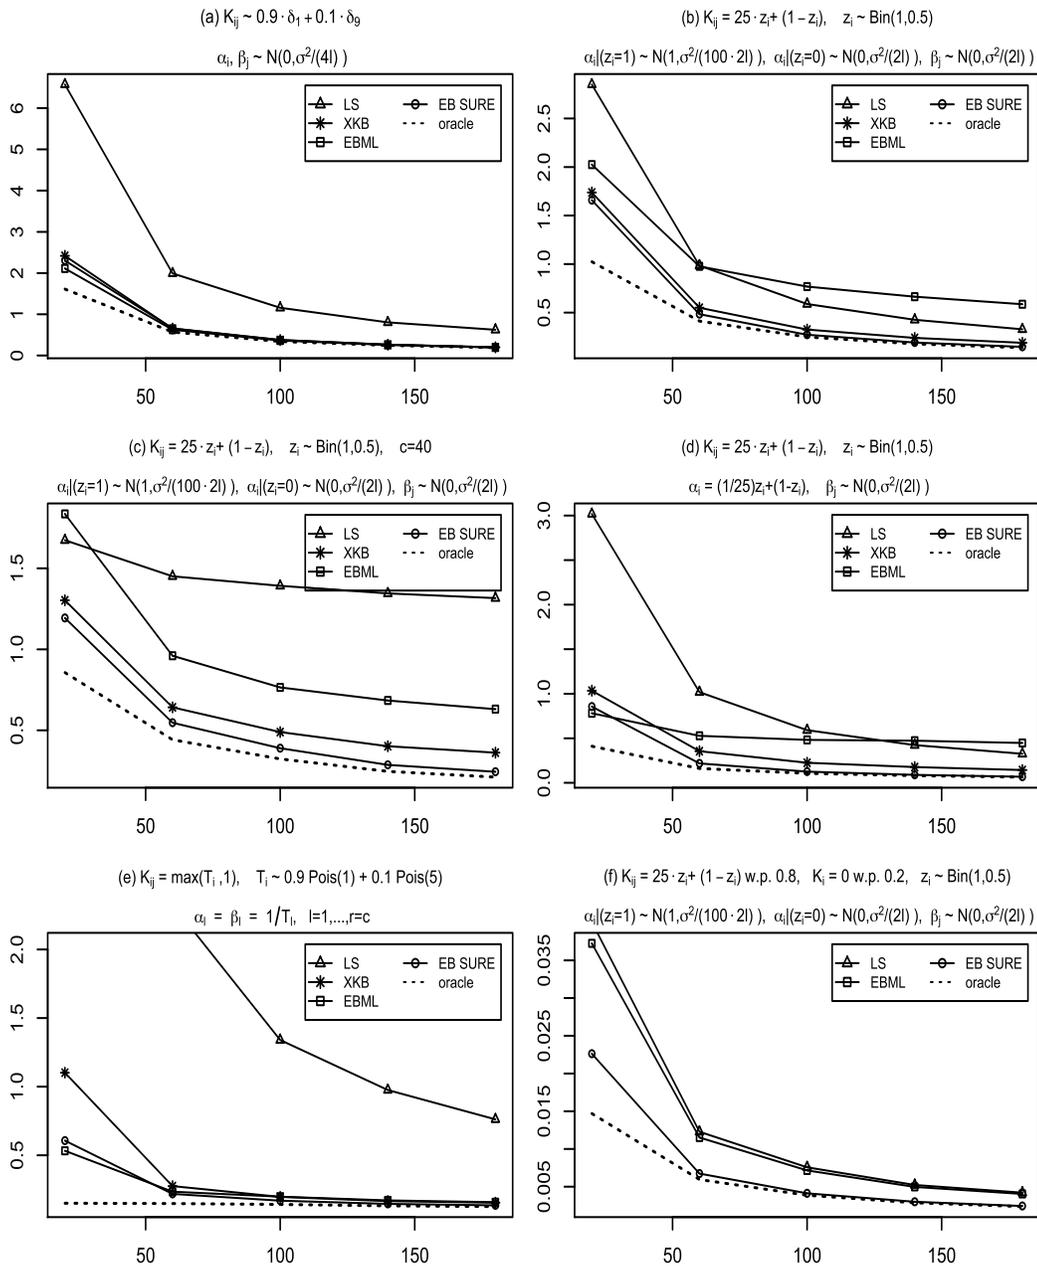 (a) K_ij ~ 0.9 · δ_1 + 0.1 · δ_9
α_i, β_j ~ N(0,σ^2/(4l) )
6
5
4
3
2
1
0
LS
XKB
EBML
EB SURE
oracle
50 100 150
(b) K_ij = 25 · z_i+ (1 − z_i), z_i ~ Bin(1,0.5)
α_i|(z_i=1) ~ N(1,σ^2/(100 · 2l) ), α_i|(z_i=0) ~ N(0,σ^2/(2l) ), β_j ~ N(0,σ^2/(2l) )
2.5
2.0
1.5
1.0
0.5
LS
XKB
EBML
EB SURE
oracle
50 100 150
(c) K_ij = 25 · z_i+ (1 − z_i), z_i ~ Bin(1,0.5), c=40
α_i|(z_i=1) ~ N(1,σ^2/(100 · 2l) ), α_i|(z_i=0) ~ N(0,σ^2/(2l) ), β_j ~ N(0,σ^2/(2l) )
1.5
1.0
0.5
LS
XKB
EBML
EB SURE
oracle
50 100 150
(d) K_ij = 25 · z_i+ (1 − z_i), z_i ~ Bin(1,0.5)
α_i = (1/25)z_i+(1-z_i), β_j ~ N(0,σ^2/(2l) )
3.0
2.0
1.0
0.0
LS
XKB
EBML
EB SURE
oracle
50 100 150
(e) K_ij = max(T_i ,1), T_i ~ 0.9 Pois(1) + 0.1 Pois(5)
α_l = β_l = 1/T_l, l=1,...,r=c
2.0
1.5
1.0
0.5
LS
XKB
EBML
EB SURE
oracle
50 100 150
(f) K_ij = 25 · z_i+ (1 − z_i) w.p. 0.8, K_i = 0 w.p. 0.2, z_i ~ Bin(1,0.5)
α_i|(z_i=1) ~ N(1,σ^2/(100 · 2l) ), α_i|(z_i=0) ~ N(0,σ^2/(2l) ), β_j ~ N(0,σ^2/(2l) )
0.035
0.025
0.015
0.005
LS
EBML
EB SURE
oracle
50 100 150